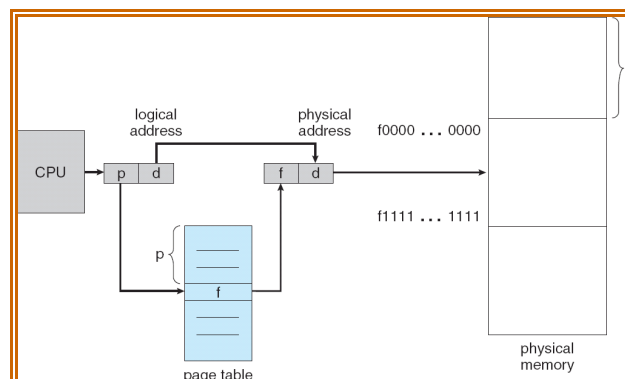 logical
address
physical
address
f0000 ... 0000
CPU
p
d
f
d
f1111 ... 1111
p
f
physical
memory
page table